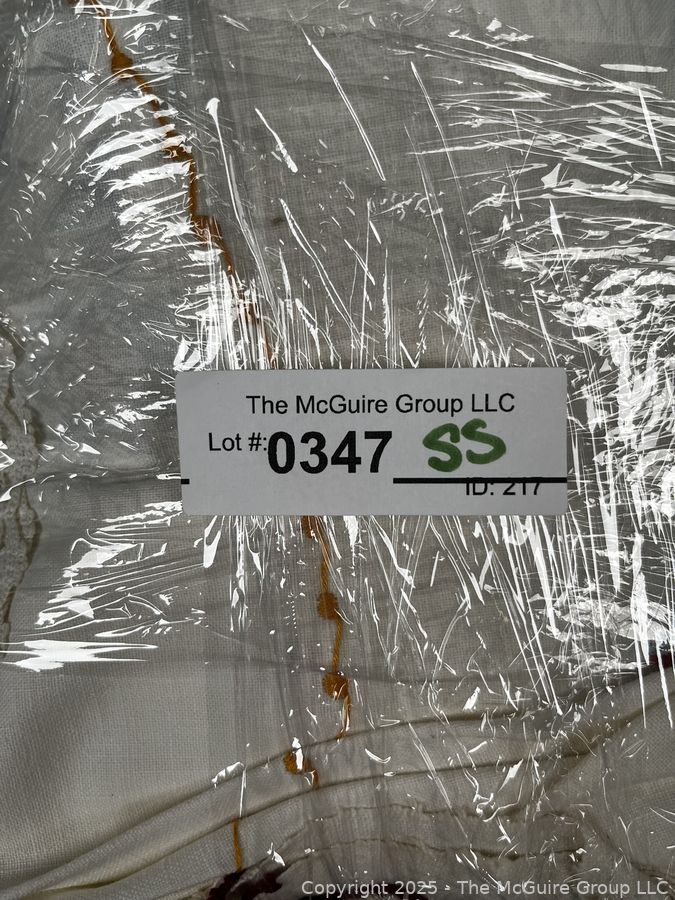 The McGuire Group LLC
Lot #: 0347 SS
ID: 217
Copyright 2025 - The McGuire Group LLC